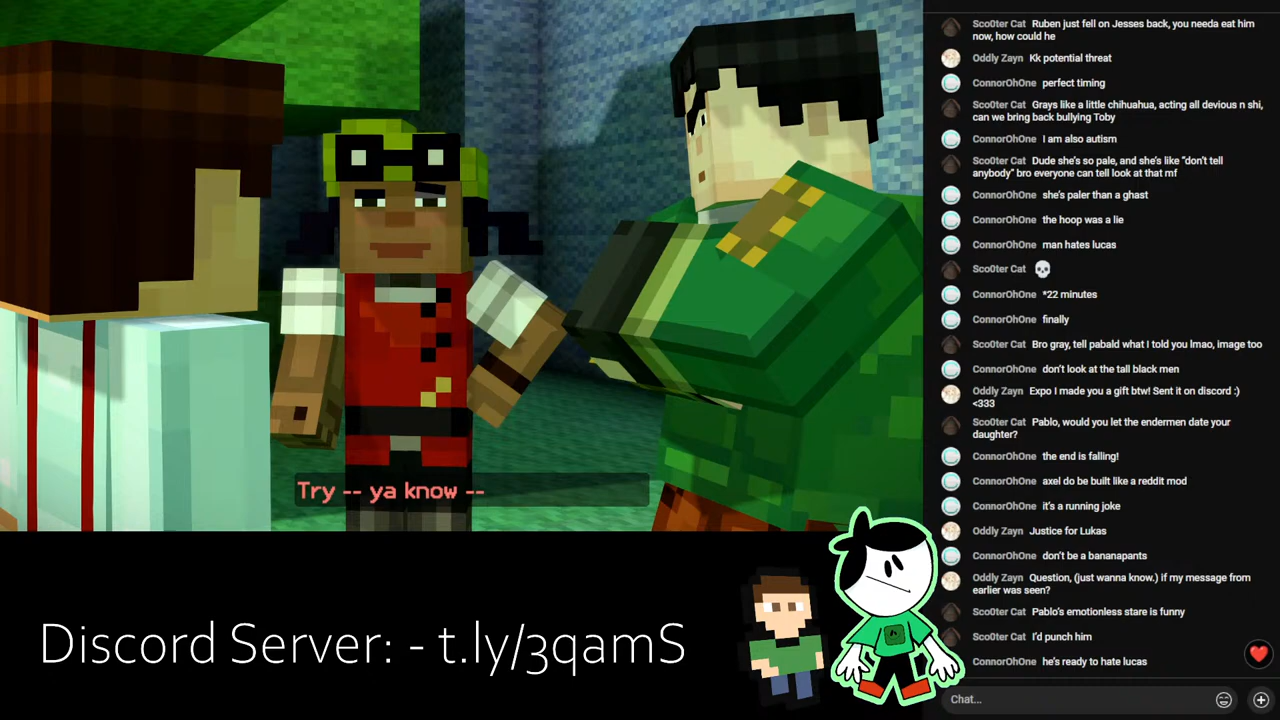 Try -- ya know --
Discord Server: - t.ly/3qamS
Sco0ter Cat Ruben just fell on Jesses back, you needa eat him
now, how could he
Oddly Zayn Kk potential threat
ConnorOhOne perfect timing
Sco0ter Cat Grays like a little chihuahua, acting all devious n shi,
can we bring back bullying Toby
ConnorOhOne I am also autism
Sco0ter Cat Dude she's so pale, and she's like “don't tell
anybody” bro everyone can tell look at that mf
ConnorOhOne she's paler than a ghast
ConnorOhOne the hoop was a lie
ConnorOhOne man hates lucas
Sco0ter Cat 💀
ConnorOhOne *22 minutes
ConnorOhOne finally
Sco0ter Cat Bro gray, tell pabald what I told you lmao, image too
ConnorOhOne don't look at the tall black men
Oddly Zayn Expo I made you a gift btw! Sent it on discord :)
<333
Sco0ter Cat Pablo, would you let the endermen date your
daughter?
ConnorOhOne the end is falling!
ConnorOhOne axel do be built like a reddit mod
ConnorOhOne it's a running joke
Oddly Zayn Justice for Lukas
ConnorOhOne don't be a bananapants
Oddly Zayn Question, (just wanna know.) if my message from
earlier was seen?
Sco0ter Cat Pablo's emotionless stare is funny
Sco0ter Cat I'd punch him
ConnorOhOne he's ready to hate lucas
Chat...